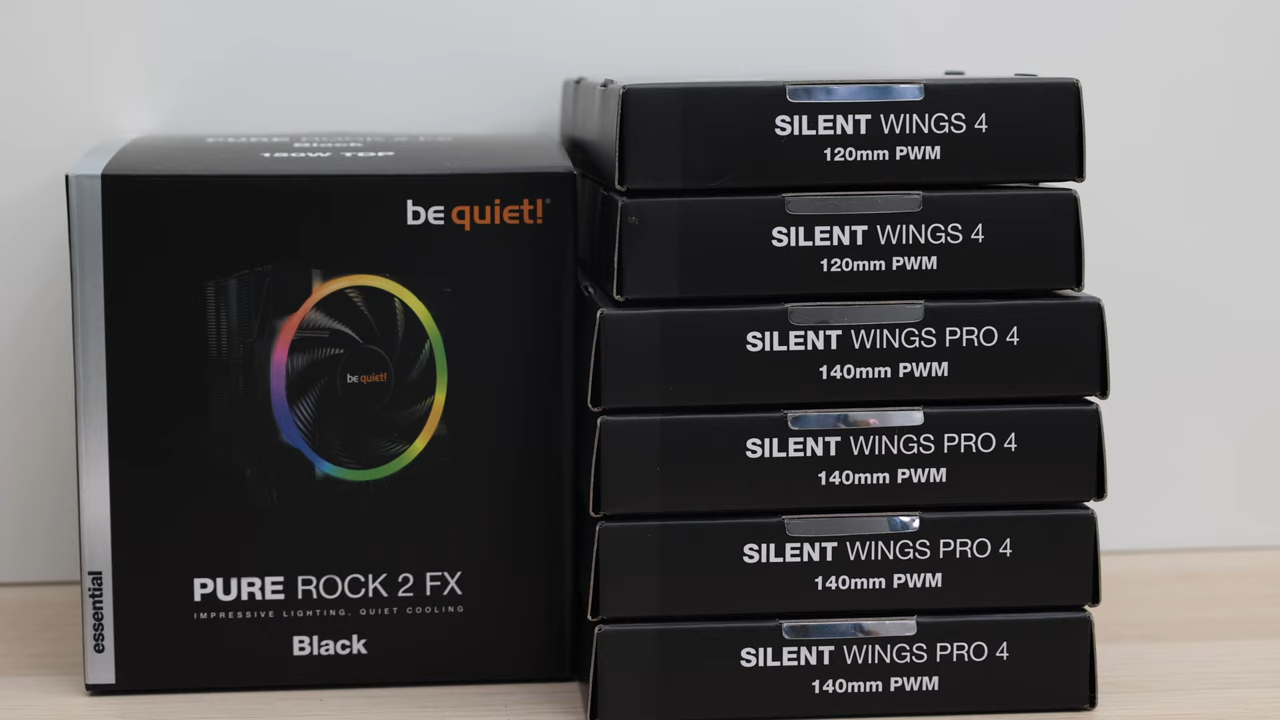 PURE ROCK 2 FX
Black
150W TDP
be quiet!
be quiet!
PURE ROCK 2 FX
IMPRESSIVE LIGHTING, QUIET COOLING
Black
essential
SILENT WINGS 4
120mm PWM
SILENT WINGS 4
120mm PWM
SILENT WINGS PRO 4
140mm PWM
SILENT WINGS PRO 4
140mm PWM
SILENT WINGS PRO 4
140mm PWM
SILENT WINGS PRO 4
140mm PWM